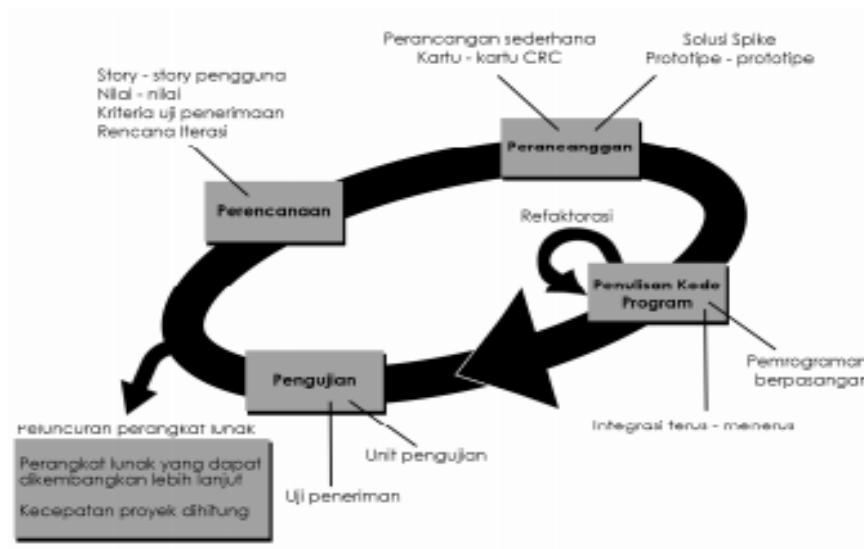 Perancangan sederhana
Kartu - kartu CRC
Solusi Spike
Prototipe - prototipe
Story - story pengguna
Nilai - nilai
Kriteria uji penerimaan
Rencana Iterasi
Perancanggan
Perencanaan
Refaktorasi
Penulisan Kode
Program
Pemrograman
berpasangan
Pengujian
Integrasi terus - menerus
Peluncuran perangkat lunak
Unit pengujian
Perangkat lunak yang dapat
dikembangkan lebih lanjut
Kecepatan proyek dihitung
Uji peneriman